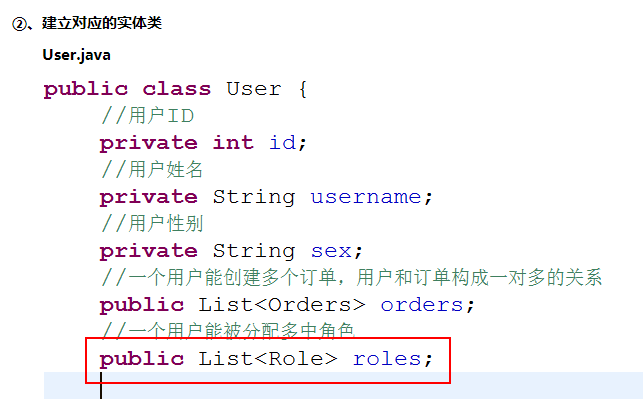 ②、建立对应的实体类
User.java
public class User {
//用户ID
private int id;
//用户姓名
private String username;
//用户性别
private String sex;
//一个用户能创建多个订单，用户和订单构成一对多的关系
public List<Orders> orders;
//一个用户能被分配多中角色
public List<Role> roles;